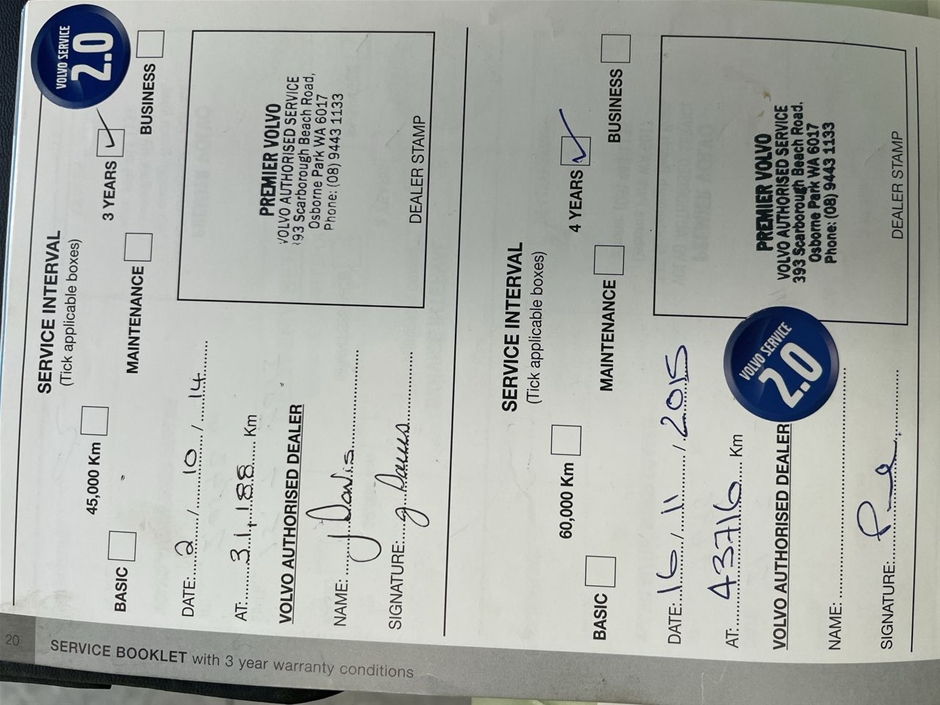 20
SERVICE BOOKLET with 3 year warranty conditions
SERVICE INTERVAL
(Tick applicable boxes)
45,000 Km
3 YEARS
BASIC
MAINTENANCE
BUSINESS
VOLVO SERVICE
2.0
DATE: 2 / 10 / 14
AT: 31,188 Km
VOLVO AUTHORISED DEALER
NAME: J Davis
SIGNATURE: J Davis
PREMIER VOLVO
VOLVO AUTHORISED SERVICE
393 Scarborough Beach Road,
Osborne Park WA 6017
Phone: (08) 9443 1133
DEALER STAMP
SERVICE INTERVAL
(Tick applicable boxes)
60,000 Km
4 YEARS
BASIC
MAINTENANCE
BUSINESS
DATE: 16 / 11 / 2015
AT: 43716 Km
VOLVO AUTHORISED DEALER
VOLVO SERVICE
2.0
NAME:
SIGNATURE:
PREMIER VOLVO
VOLVO AUTHORISED SERVICE
393 Scarborough Beach Road.
Osborne Park WA 6017
Phone: (08) 9443 1133
DEALER STAMP